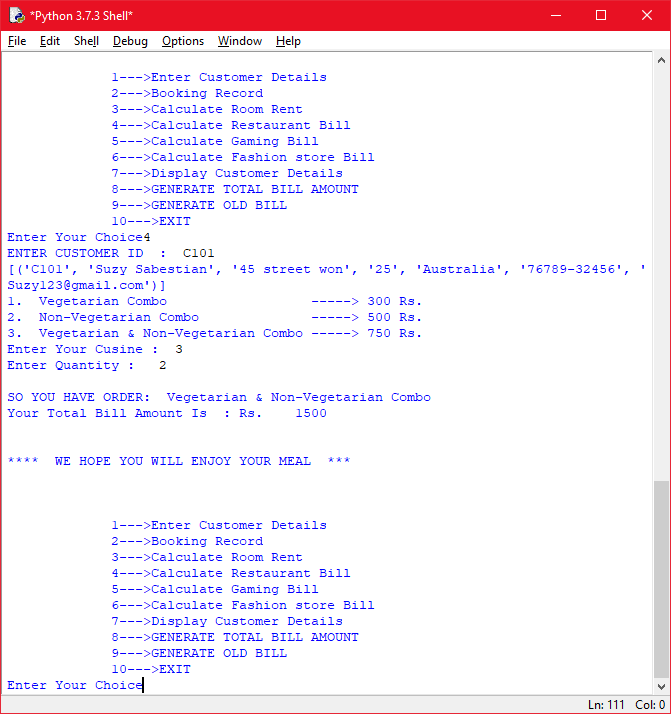 *Python 3.7.3 Shell*
File Edit Shell Debug Options Window Help
1--->Enter Customer Details
2--->Booking Record
3--->Calculate Room Rent
4--->Calculate Restaurant Bill
5--->Calculate Gaming Bill
6--->Calculate Fashion store Bill
7--->Display Customer Details
8--->GENERATE TOTAL BILL AMOUNT
9--->GENERATE OLD BILL
10--->EXIT
Enter Your Choice4
ENTER CUSTOMER ID  :  C101
[('C101', 'Suzy Sabestian', '45 street won', '25', 'Australia', '76789-32456', '
Suzy123@gmail.com')]
1.  Vegetarian Combo                  -----> 300 Rs.
2.  Non-Vegetarian Combo              -----> 500 Rs.
3.  Vegetarian & Non-Vegetarian Combo -----> 750 Rs.
Enter Your Cusine :  3
Enter Quantity :   2
SO YOU HAVE ORDER:  Vegetarian & Non-Vegetarian Combo
Your Total Bill Amount Is  : Rs.    1500
****  WE HOPE YOU WILL ENJOY YOUR MEAL  ***
1--->Enter Customer Details
2--->Booking Record
3--->Calculate Room Rent
4--->Calculate Restaurant Bill
5--->Calculate Gaming Bill
6--->Calculate Fashion store Bill
7--->Display Customer Details
8--->GENERATE TOTAL BILL AMOUNT
9--->GENERATE OLD BILL
10--->EXIT
Enter Your Choice
Ln: 111 Col: 0